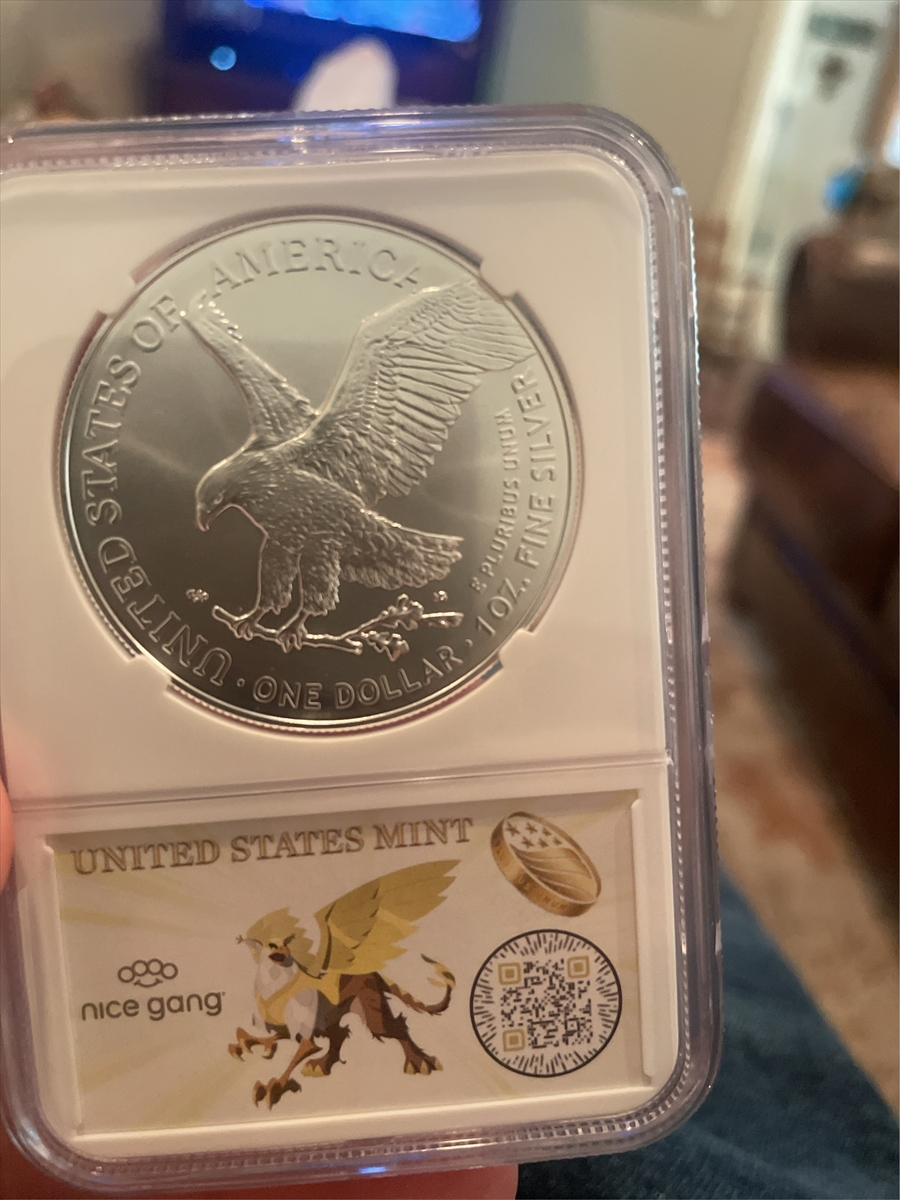 UNITED STATES OF AMERICA
E PLURIBUS UNUM
1 OZ. FINE SILVER
• ONE DOLLAR •
UNITED STATES MINT
nice gang